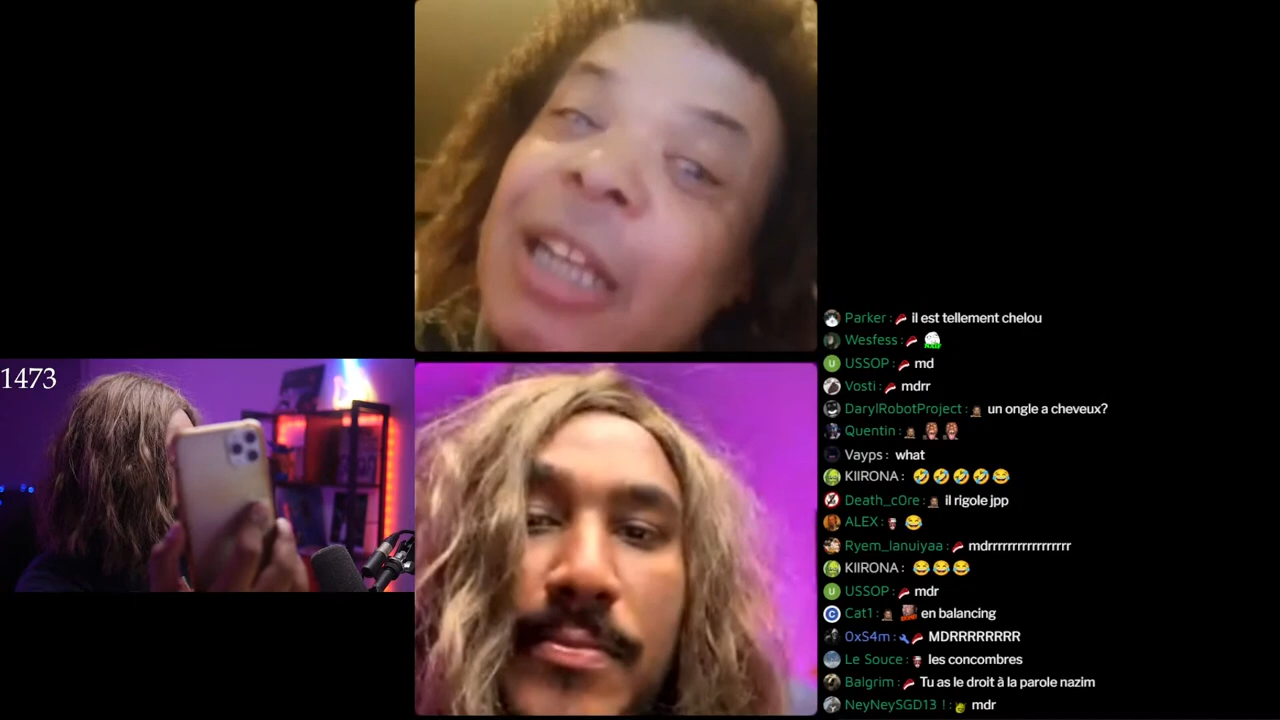 1473
Parker : il est tellement chelou
Wesfess :
USSOP : md
Vosti : mdrr
DarylRobotProject : un ongle a cheveux?
Quentin :
Vayps : what
KIIRONA : 🤣🤣🤣🤣😂
Death_c0re : il rigole jpp
ALEX : 😂
Ryem_lanuiyaa : mdrrrrrrrrrrrrrrrrr
KIIRONA : 😂😂😂
USSOP : mdr
Cat1 : en balancing
0xS4m : MDRRRRRRRR
Le Souce : les concombres
Balgrim : Tu as le droit à la parole nazim
NeyNeySGD13 ! : mdr